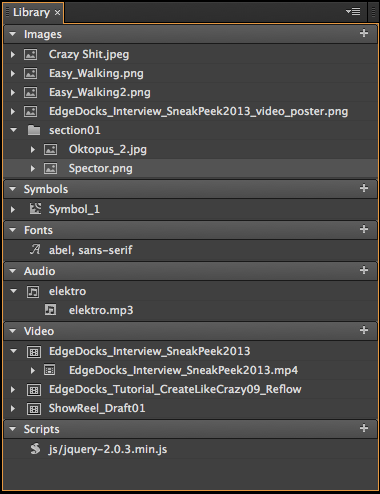 Library
Images
Crazy Shit.jpeg
Easy_Walking.png
Easy_Walking2.png
EdgeDocks_Interview_SneakPeek2013_video_poster.png
section01
Oktopus_2.jpg
Spector.png
Symbols
Symbol_1
Fonts
abel, sans-serif
Audio
elektro
elektro.mp3
Video
EdgeDocks_Interview_SneakPeek2013
EdgeDocks_Interview_SneakPeek2013.mp4
EdgeDocks_Tutorial_CreateLikeCrazy09_Reflow
ShowReel_Draft01
Scripts
js/jquery-2.0.3.min.js